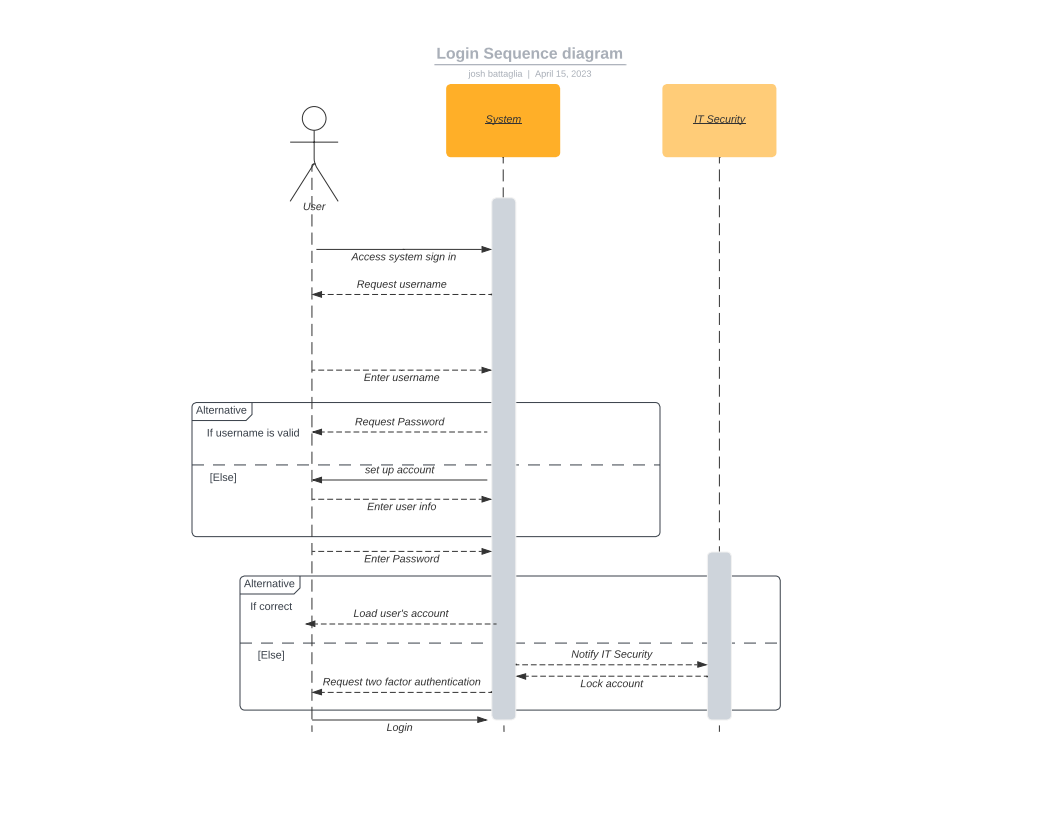 Login Sequence diagram
josh battaglia | April 15, 2023
System
IT Security
User
Access system sign in
Request username
Enter username
Alternative
Request Password
If username is valid
set up account
[Else]
Enter user info
Enter Password
Alternative
If correct
Load user's account
[Else]
Notify IT Security
Lock account
Request two factor authentication
Login